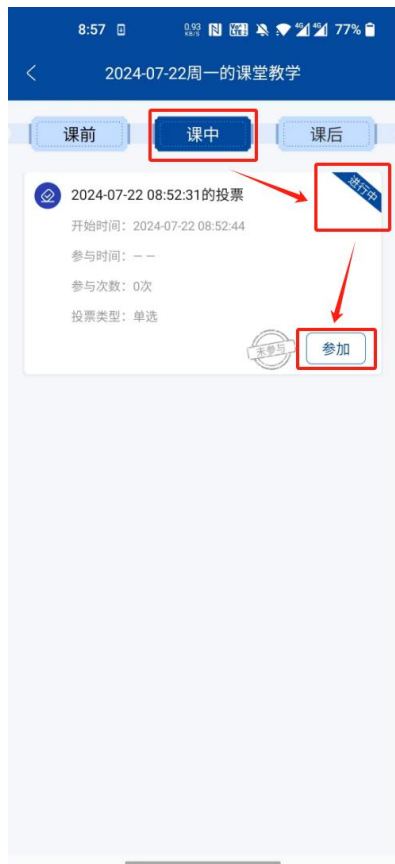 8:57 0.93 KB/S 4G 4G 77%
2024-07-22周一的课堂教学
课前 课中 课后
进行中
2024-07-22 08:52:31的投票
开始时间：2024-07-22 08:52:44
参与时间：— —
参与次数：0次
投票类型：单选
未参与 参加